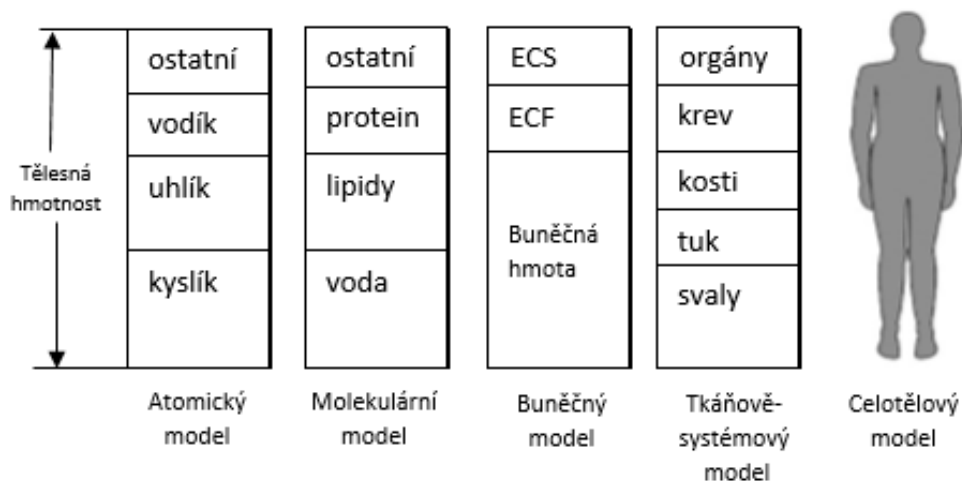 Tělesná
hmotnost
ostatní
vodík
uhlík
kyslík
Atomický
model
ostatní
protein
lipidy
voda
Molekulární
model
ECS
ECF
Buněčná
hmota
Buněčný
model
orgány
krev
kosti
tuk
svaly
Tkáňově-
systémový
model
Celotělový
model